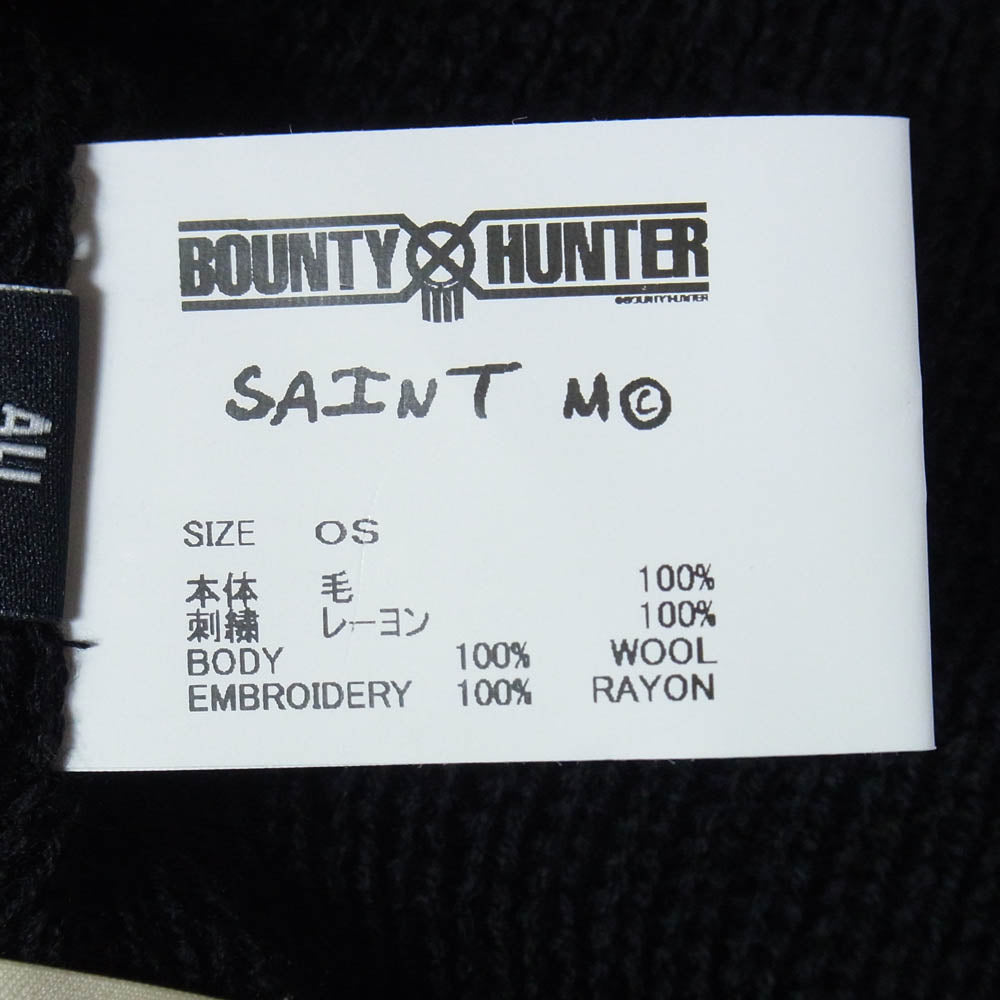 BOUNTY HUNTER
©BOUNTY HUNTER
SAINT M©
SIZE OS
本体 毛 100%
刺繍 レーヨン 100%
BODY 100% WOOL
EMBROIDERY 100% RAYON